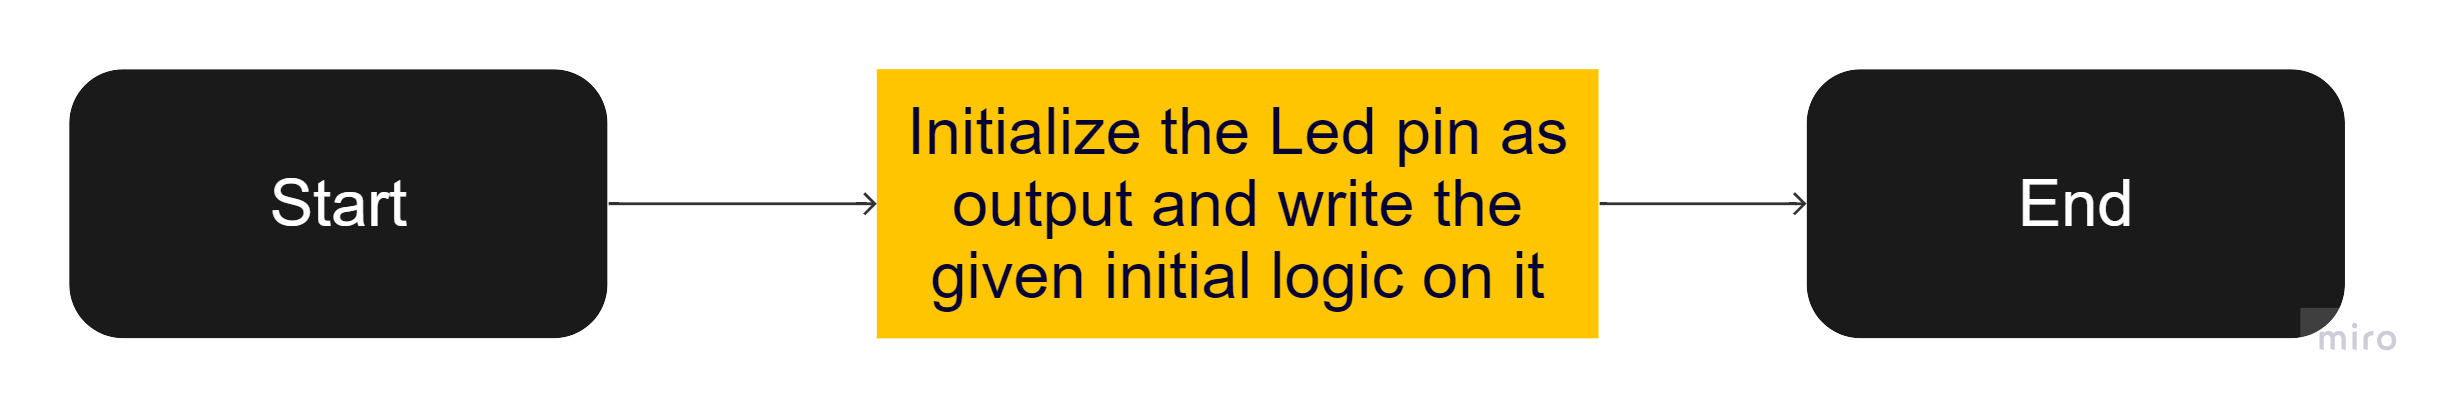 Start
Initialize the Led pin as
output and write the
given initial logic on it
End
miro